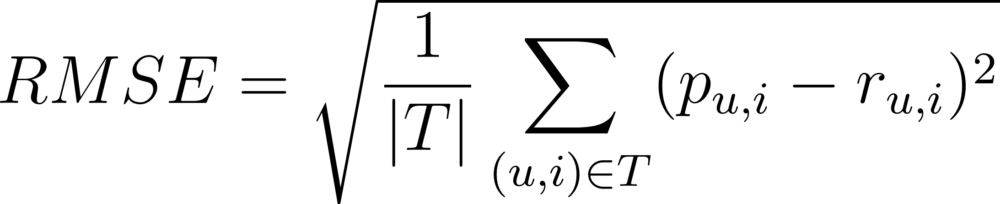 $RMSE = \sqrt{\frac{1}{|T|} \sum_{(u,i) \in T} (p_{u,i} - r_{u,i})^2}$